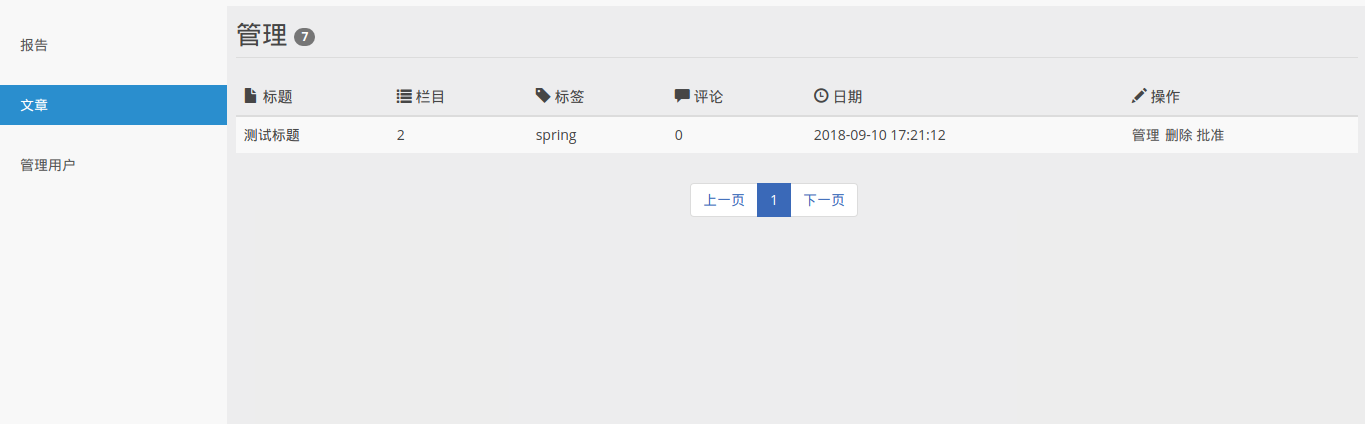 报告
文章
管理用户
管理 7
标题 栏目 标签 评论 日期 操作
测试标题 2 spring 0 2018-09-10 17:21:12 管理 删除 批准
上一页 1 下一页